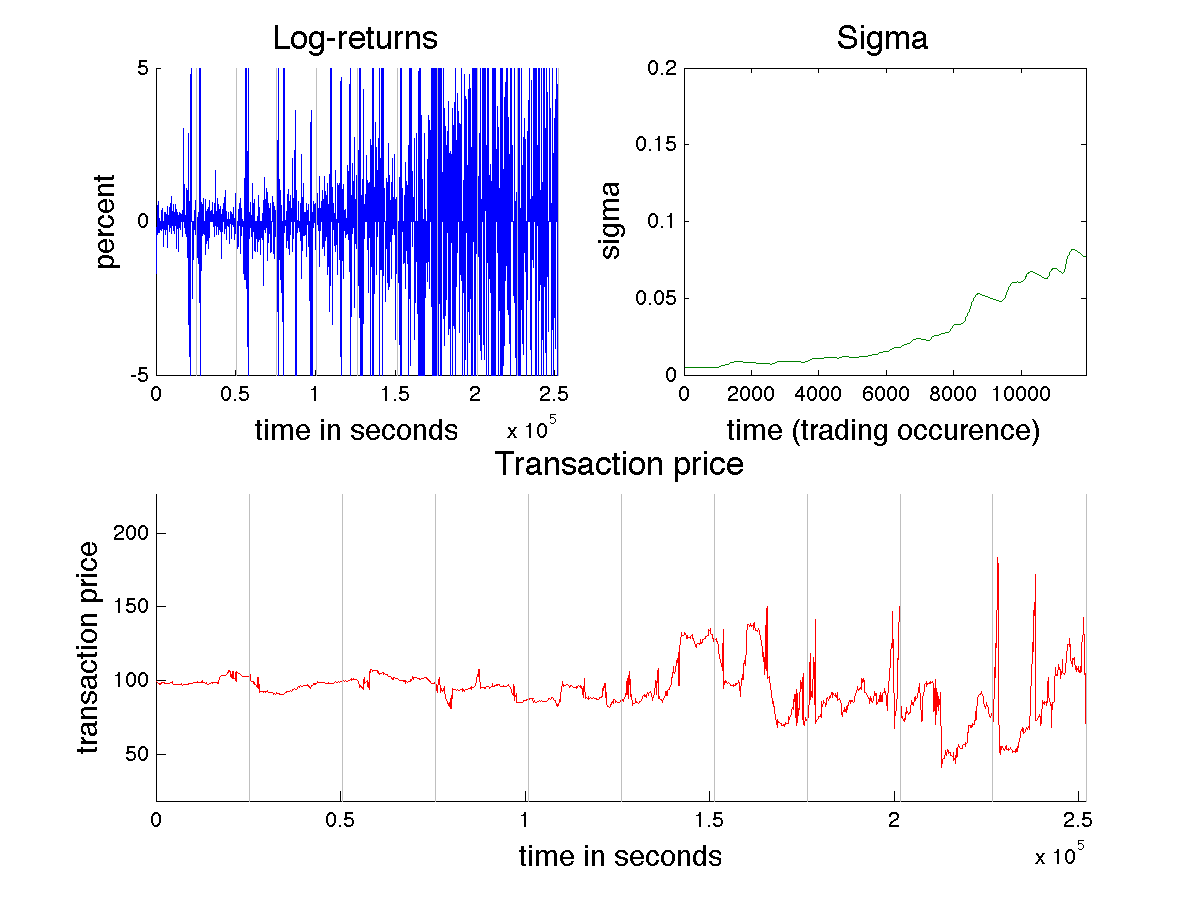 Log-returns
5
0
-5
percent
0 0.5 1 1.5 2 2.5
time in seconds
x 10^5
Sigma
0.2
0.15
0.1
0.05
0
sigma
0 2000 4000 6000 8000 10000
time (trading occurence)
Transaction price
200
150
100
50
transaction price
0 0.5 1 1.5 2 2.5
time in seconds
x 10^5